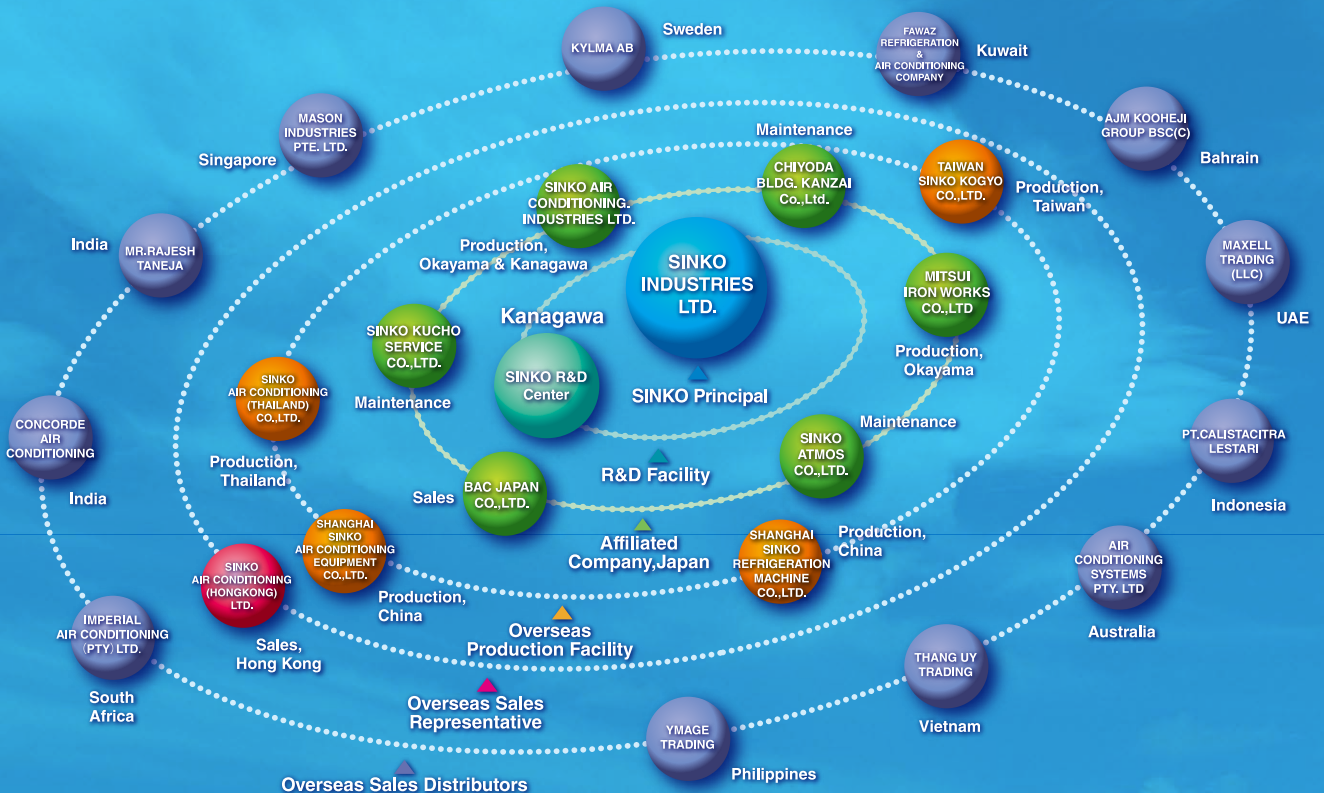 KYLMA AB
Sweden
FAWAZ
REFRIGERATION
&
AIR CONDITIONING
COMPANY
Kuwait
MASON
INDUSTRIES
PTE. LTD.
Singapore
AJM KOOHEJI
GROUP BSC(C)
Bahrain
Maintenance
CHIYODA
BLDG. KANZAI
Co.,Ltd.
TAIWAN
SINKO KOGYO
CO.,LTD.
Production,
Taiwan
SINKO AIR
CONDITIONING.
INDUSTRIES LTD.
Production,
Okayama & Kanagawa
India
MR.RAJESH
TANEJA
SINKO
INDUSTRIES
LTD.
SINKO Principal
MITSUI
IRON WORKS
CO.,LTD
Production,
Okayama
MAXELL
TRADING
(LLC)
UAE
SINKO KUCHO
SERVICE
CO.,LTD.
Maintenance
Kanagawa
SINKO R&D
Center
R&D Facility
SINKO
AIR CONDITIONING
(THAILAND)
CO.,LTD.
Production,
Thailand
CONCORDE
AIR
CONDITIONING
India
Maintenance
SINKO
ATMOS
CO.,LTD.
PT.CALISTACITRA
LESTARI
Indonesia
Sales
BAC JAPAN
CO.,LTD.
Affiliated
Company,Japan
SHANGHAI
SINKO
AIR CONDITIONING
EQUIPMENT
CO.,LTD.
Production,
China
SHANGHAI
SINKO
REFRIGERATION
MACHINE
CO.,LTD.
Production,
China
AIR
CONDITIONING
SYSTEMS
PTY. LTD
Australia
SINKO
AIR CONDITIONING
(HONGKONG)
LTD.
Sales,
Hong Kong
Overseas
Production Facility
IMPERIAL
AIR CONDITIONING
(PTY) LTD.
South
Africa
THANG UY
TRADING
Vietnam
Overseas Sales
Representative
YMAGE
TRADING
Philippines
Overseas Sales Distributors